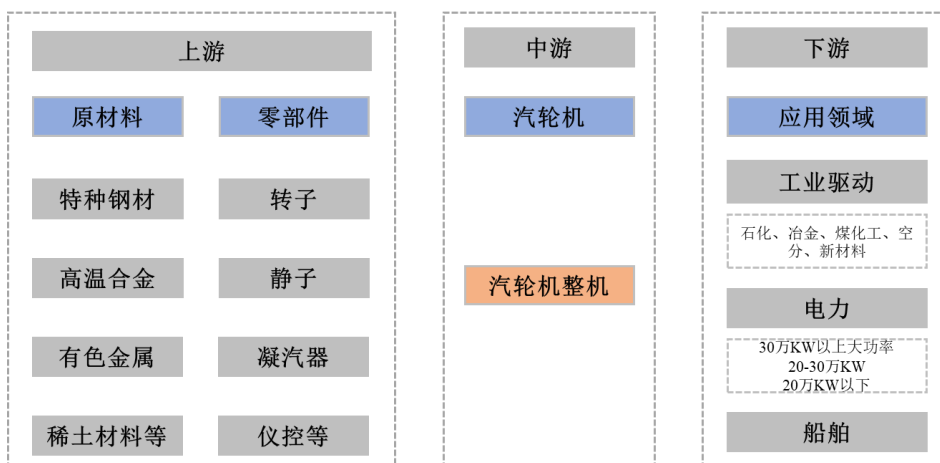 上游
原材料
零部件
特种钢材
转子
高温合金
静子
有色金属
凝汽器
稀土材料等
仪控等
中游
汽轮机
汽轮机整机
下游
应用领域
工业驱动
石化、冶金、煤化工、空
分、新材料
电力
30万KW以上大功率
20-30万KW
20万KW以下
船舶